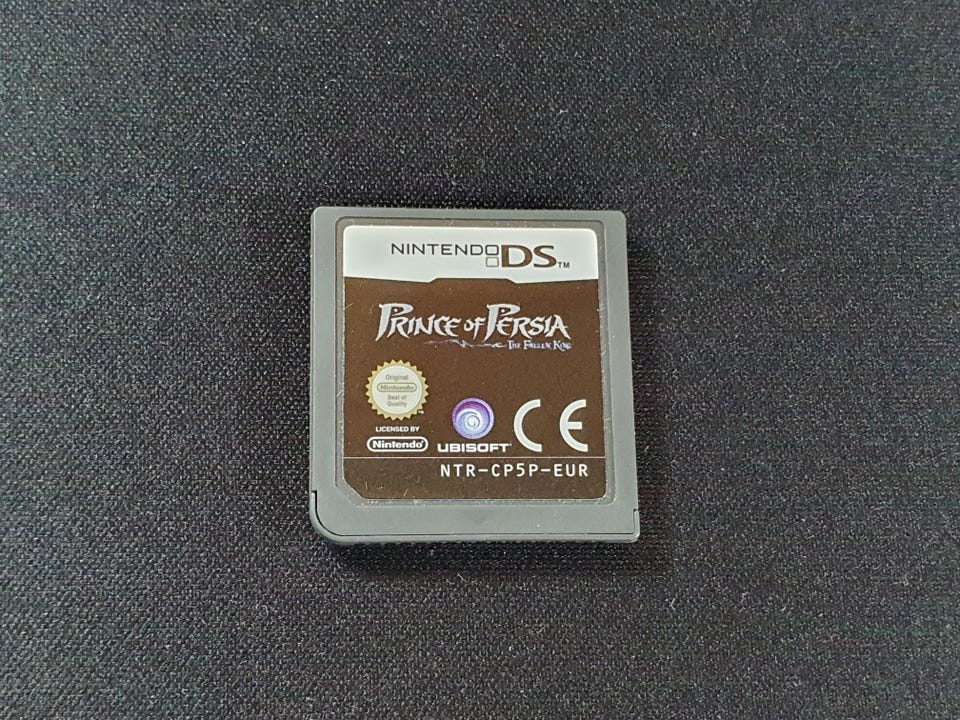 NINTENDO DS™
PRINCE OF PERSIA
THE FALLEN KING
Original
Nintendo
Seal of
Quality
TM
LICENSED BY
Nintendo®
UBISOFT®
CE
NTR-CP5P-EUR